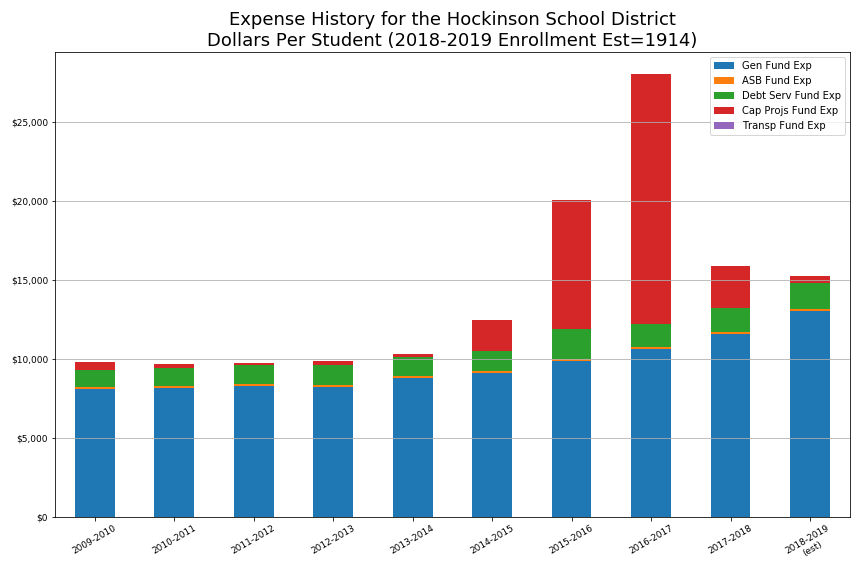 Expense History for the Hockinson School District
Dollars Per Student (2018-2019 Enrollment Est=1914)
Gen Fund Exp
ASB Fund Exp
Debt Serv Fund Exp
Cap Projs Fund Exp
Transp Fund Exp
$25,000
$20,000
$15,000
$10,000
$5,000
$0
2009-2010
2010-2011
2011-2012
2012-2013
2013-2014
2014-2015
2015-2016
2016-2017
2017-2018
2018-2019
(est)